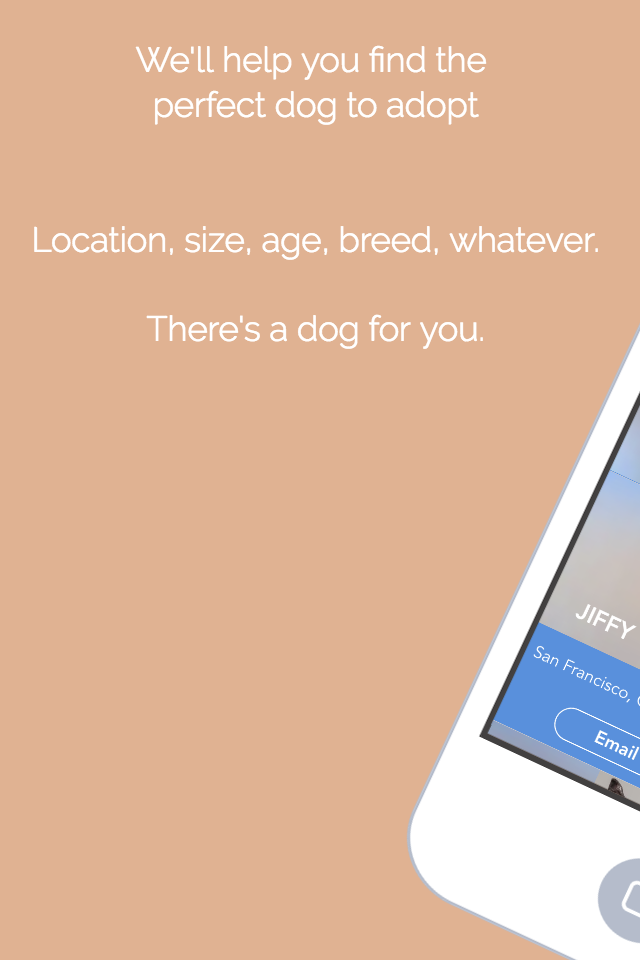 We'll help you find the
perfect dog to adopt
Location, size, age, breed, whatever.
There's a dog for you.
JIFFY
San Francisco,
Email